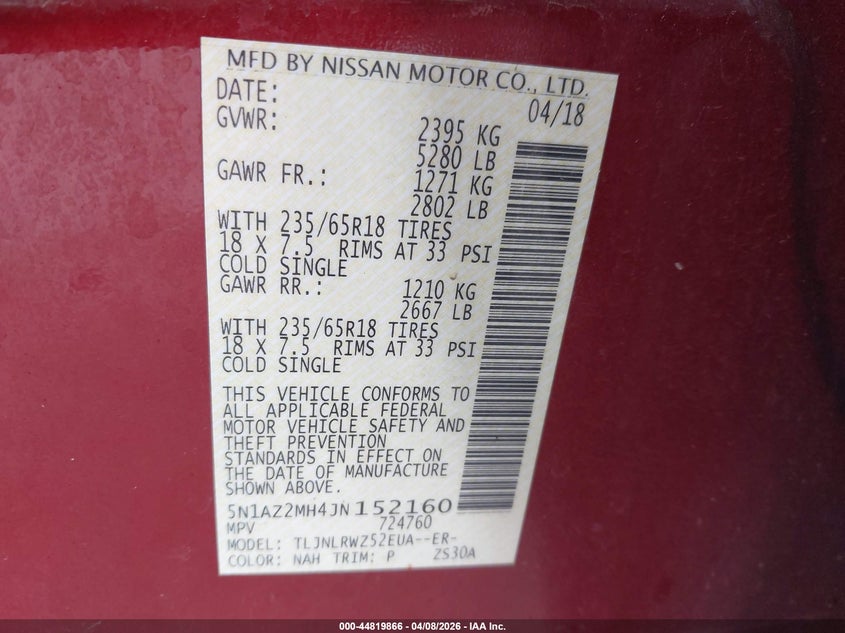 MFD BY NISSAN MOTOR CO., LTD.
DATE: 04/18
GVWR: 2395 KG
5280 LB
GAWR FR.: 1271 KG
2802 LB
WITH 235/65R18 TIRES
18 X 7.5 RIMS AT 33 PSI
COLD SINGLE
GAWR RR.: 1210 KG
2667 LB
WITH 235/65R18 TIRES
18 X 7.5 RIMS AT 33 PSI
COLD SINGLE
THIS VEHICLE CONFORMS TO
ALL APPLICABLE FEDERAL
MOTOR VEHICLE SAFETY AND
THEFT PREVENTION
STANDARDS IN EFFECT ON
THE DATE OF MANUFACTURE
SHOWN ABOVE.
5N1AZ2MH4JN152160
MPV 724760
MODEL: TLJNLRWZ52EUA--ER-
COLOR: NAH TRIM: P ZS30A
000-44819866 - 04/08/2026 - IAA Inc.